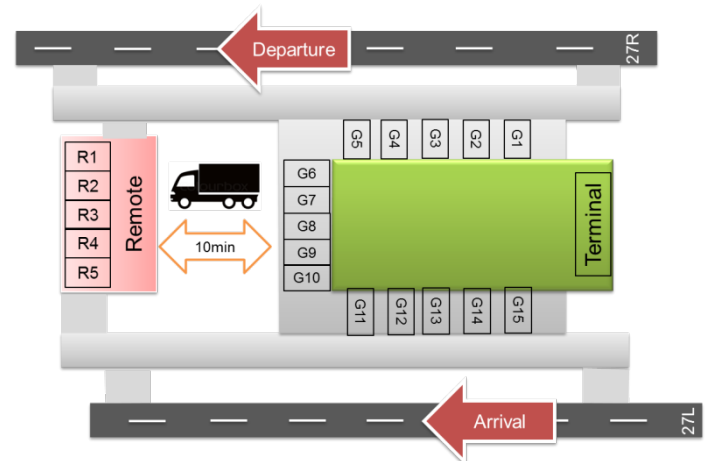 Departure
27R
G5
G4
G3
G2
G1
R1
R2
R3
R4
R5
Remote
10min
G6
G7
G8
G9
G10
Terminal
G11
G12
G13
G14
G15
Arrival
27L